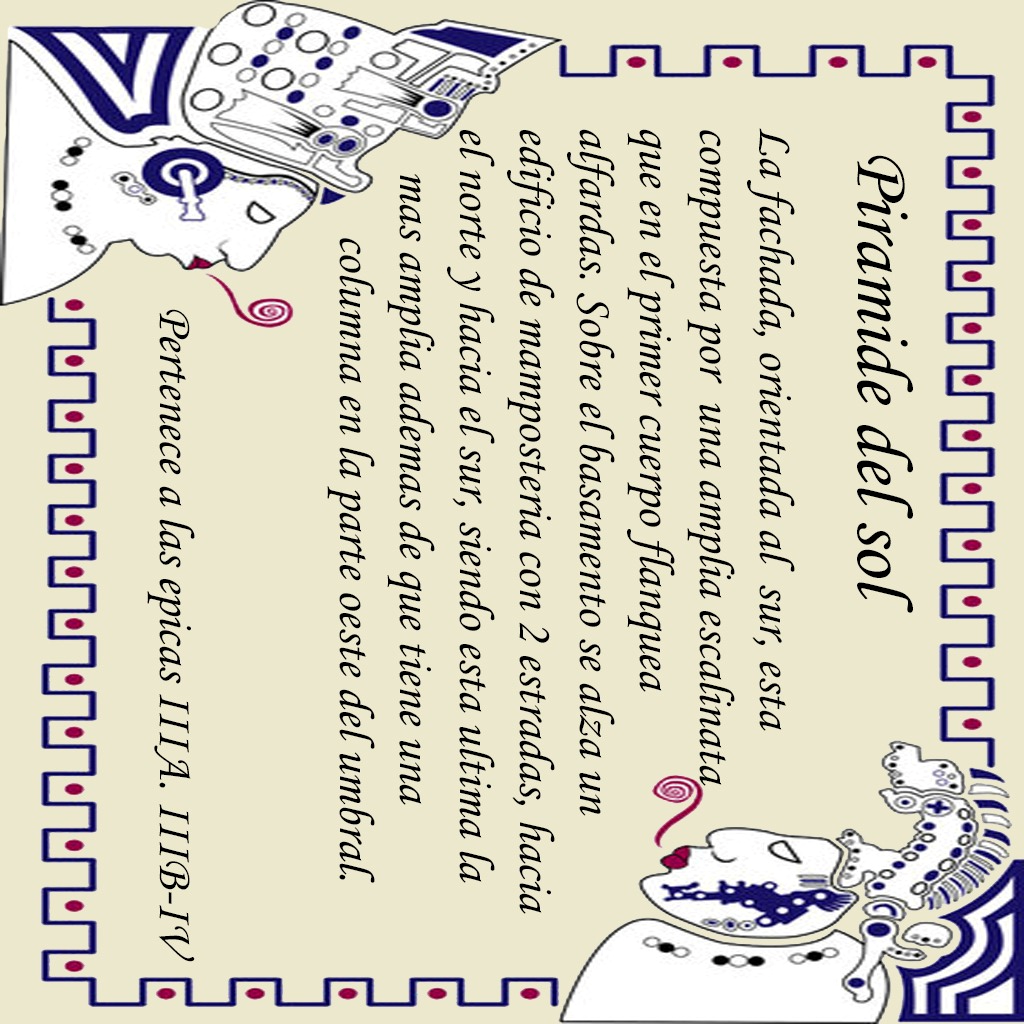 Piramide del sol
La fachada, orientada al sur, esta
compuesta por una amplia escalinata
que en el primer cuerpo flanquea
alfardas. Sobre el basamento se alza un
edificio de mamposteria con 2 estradas, hacia
el norte y hacia el sur, siendo esta ultima la
mas amplia ademas de que tiene una
columna en la parte oeste del umbral.
Pertenece a las epicas IIIA. IIIB-IV